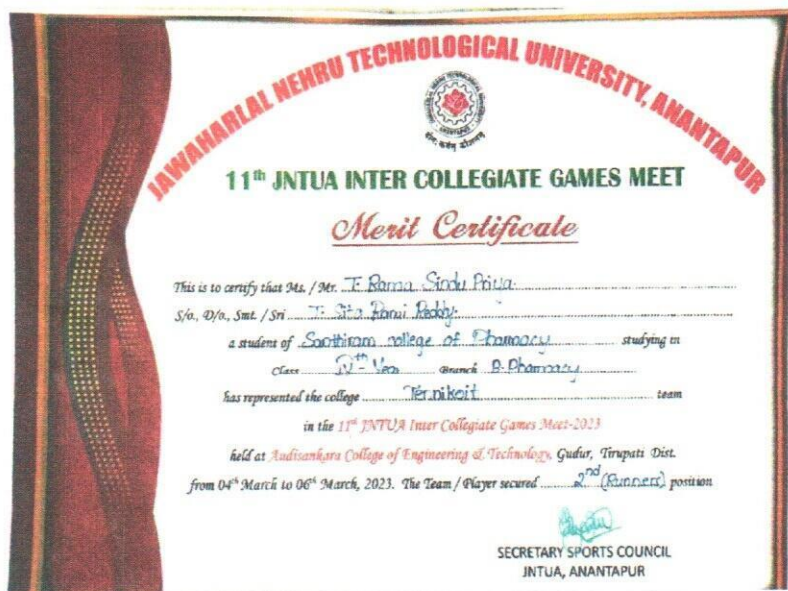 JAWAHARLAL NEHRU TECHNOLOGICAL UNIVERSITY, ANANTAPUR
11th JNTUA INTER COLLEGIATE GAMES MEET
Merit Certificate
This is to certify that Ms. / Mr. T. Rama Sindu Priya.
S/o., D/o., Smt. / Sri T. Sita Rami Reddy.
a student of Santhiram college of Pharmacy studying in
Class IVth Year Branch B. Pharmacy
has represented the college Tennikoit team
in the 11th JNTUA Inter Collegiate Games Meet-2023
held at Audisankara College of Engineering & Technology, Gudur, Tirupati Dist.
from 04th March to 06th March, 2023. The Team / Player secured 2nd (Runners) position
SECRETARY SPORTS COUNCIL
JNTUA, ANANTAPUR